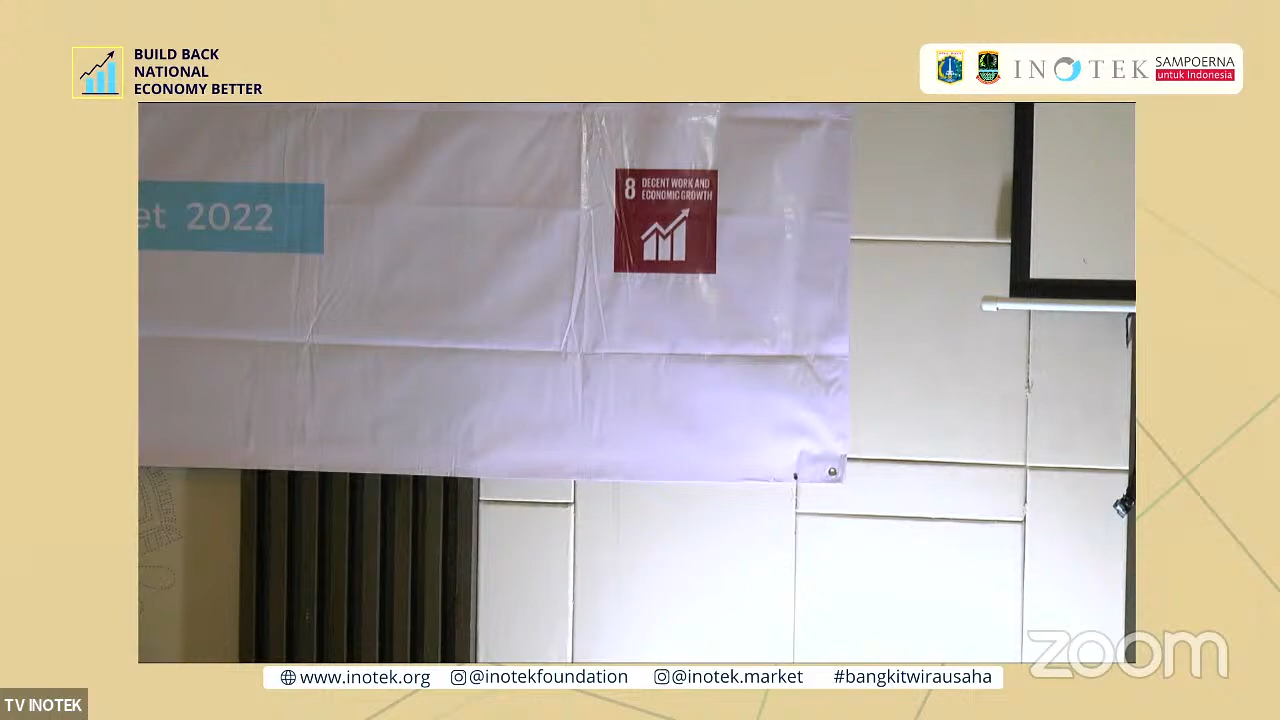 BUILD BACK
NATIONAL
ECONOMY BETTER
INOTEK
SAMPOERNA
untuk Indonesia
et 2022
8 DECENT WORK AND
ECONOMIC GROWTH
zoom
www.inotek.org @inotekfoundation @inotek.market #bangkitwirausaha
TV INOTEK